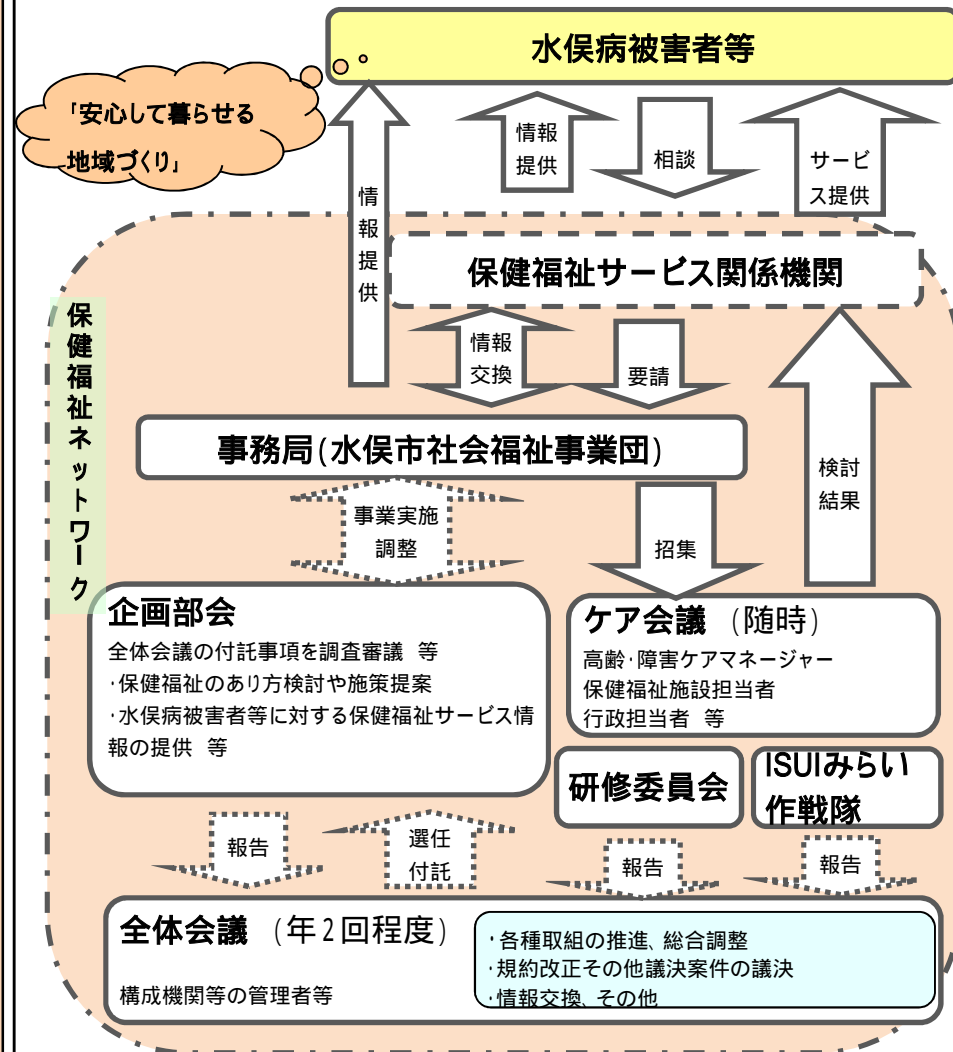 水俣病被害者等
「安心して暮らせる
地域づくり」
情報
提供
相談
サービ
ス提供
情報提供
保健福祉サービス関係機関
保健福祉ネットワーク
情報
交換
要請
事務局(水俣市社会福祉事業団)
検討
結果
事業実施
調整
招集
企画部会
全体会議の付託事項を調査審議 等
・保健福祉のあり方検討や施策提案
・水俣病被害者等に対する保健福祉サービス情
報の提供 等
ケア会議 (随時)
高齢・障害ケアマネージャー
保健福祉施設担当者
行政担当者 等
研修委員会
ISUIみらい
作戦隊
報告
選任
付託
報告
報告
全体会議 (年2回程度)
構成機関等の管理者等
・各種取組の推進、総合調整
・規約改正その他議決案件の議決
・情報交換、その他